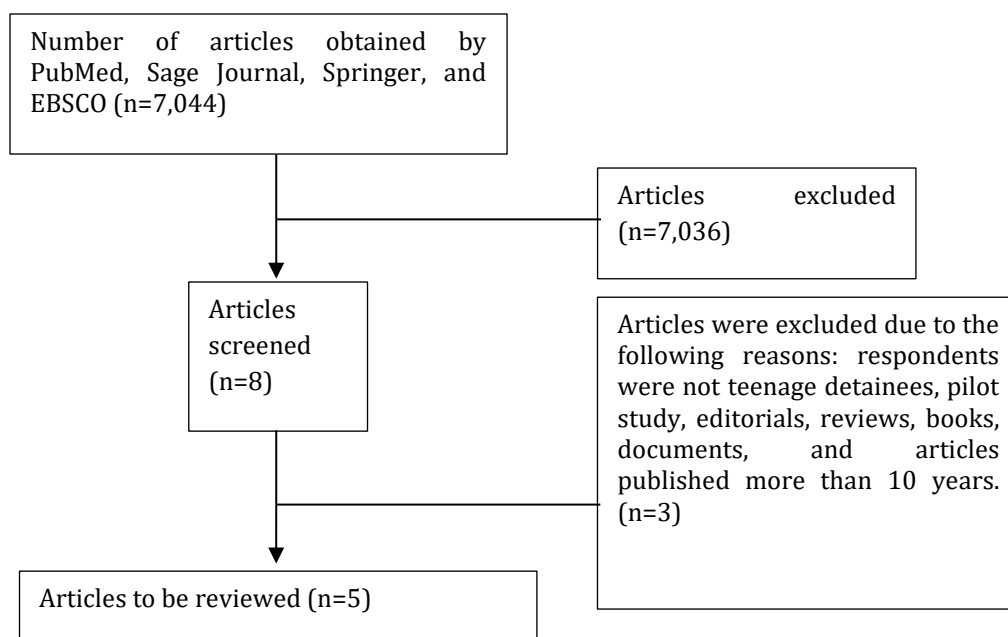 Number of articles obtained by
PubMed, Sage Journal, Springer, and
EBSCO (n=7,044)
Articles excluded
(n=7,036)
Articles
screened
(n=8)
Articles were excluded due to the
following reasons: respondents
were not teenage detainees, pilot
study, editorials, reviews, books,
documents, and articles
published more than 10 years.
(n=3)
Articles to be reviewed (n=5)